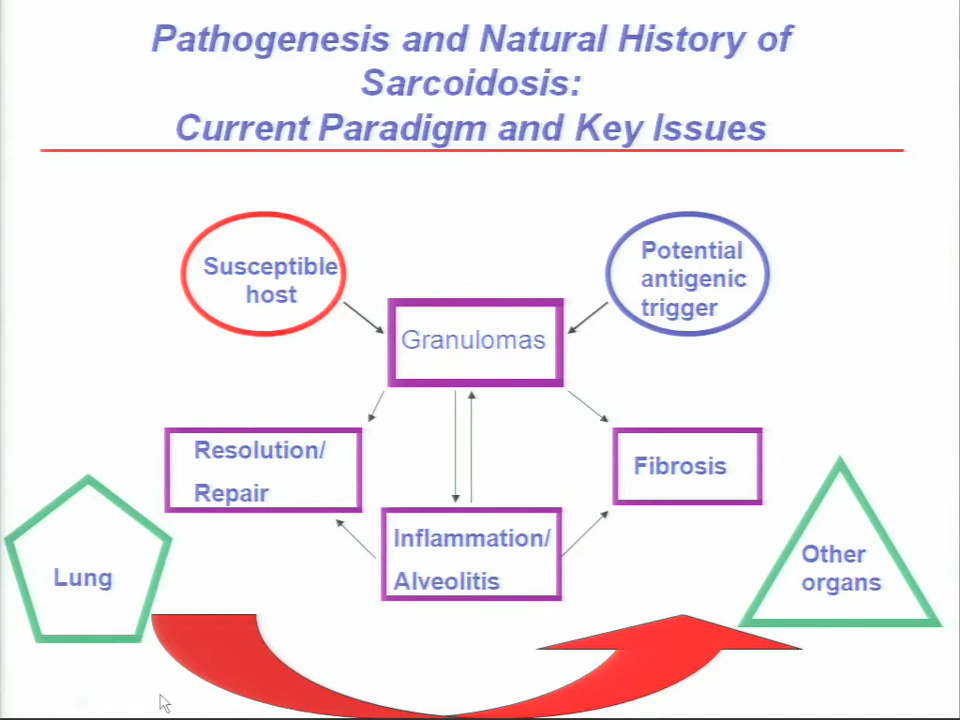 Pathogenesis and Natural History of
Sarcoidosis:
Current Paradigm and Key Issues
Susceptible
host
Potential
antigenic
trigger
Granulomas
Resolution/
Repair
Fibrosis
Inflammation/
Alveolitis
Lung
Other
organs